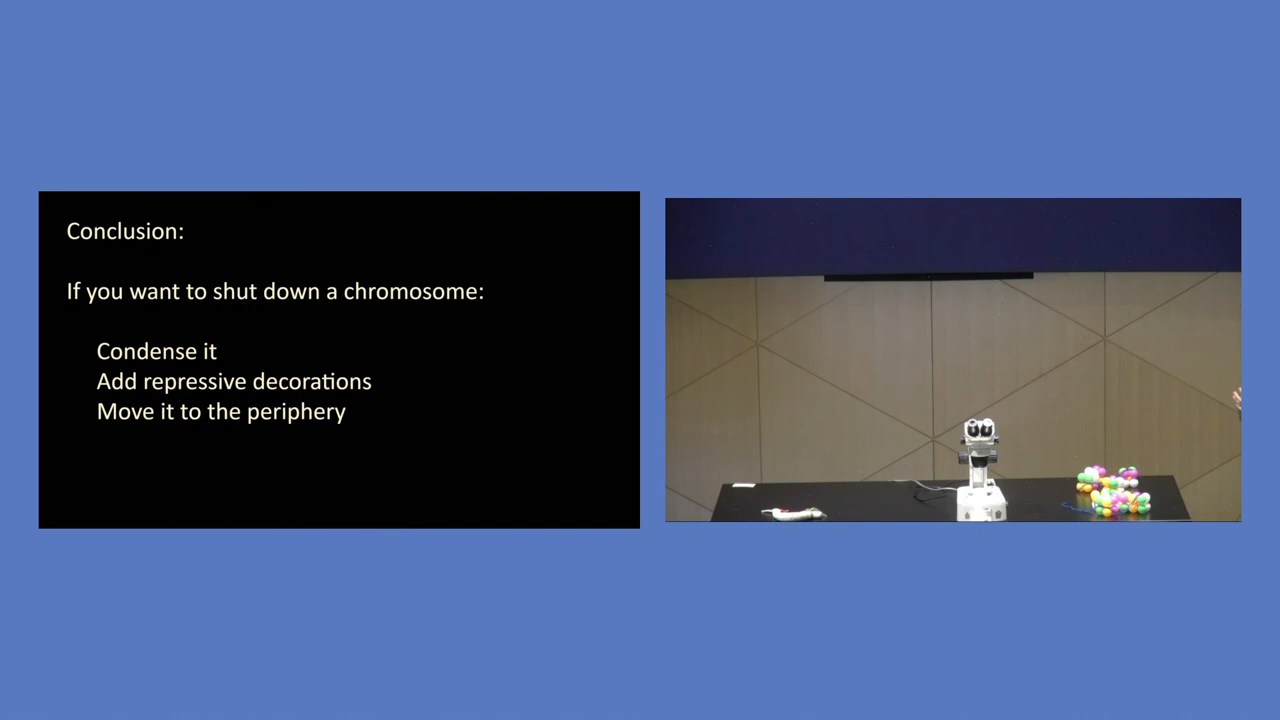 Conclusion:
If you want to shut down a chromosome:
Condense it
Add repressive decorations
Move it to the periphery